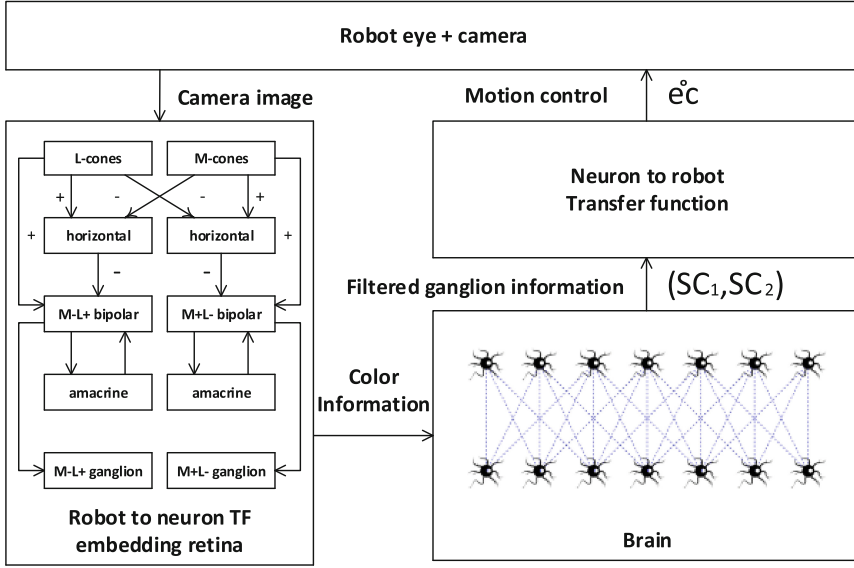 Robot eye + camera
Camera image
Motion control
e̊c
L-cones
M-cones
+
-
-
+
+
horizontal
horizontal
+
-
-
M-L+ bipolar
M+L- bipolar
amacrine
amacrine
M-L+ ganglion
M+L- ganglion
Robot to neuron TF
embedding retina
Color
Information
Neuron to robot
Transfer function
Filtered ganglion information
(SC1,SC2)
Brain